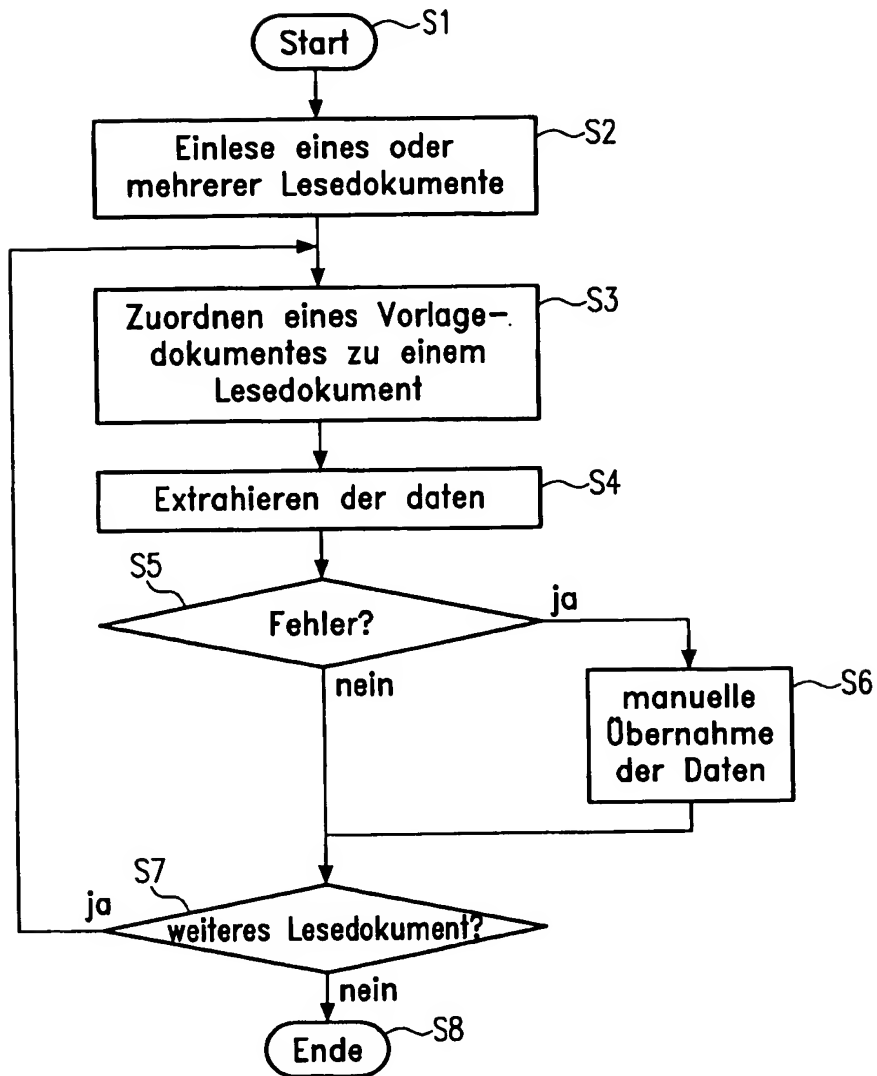 Start
S1
Einlese eines oder
mehrerer Lesedokumente
S2
Zuordnen eines Vorlage-
dokumentes zu einem
Lesedokument
S3
Extrahieren der daten
S4
S5
Fehler?
ja
nein
manuelle
Übernahme
der Daten
S6
S7
ja
weiteres Lesedokument?
nein
Ende
S8